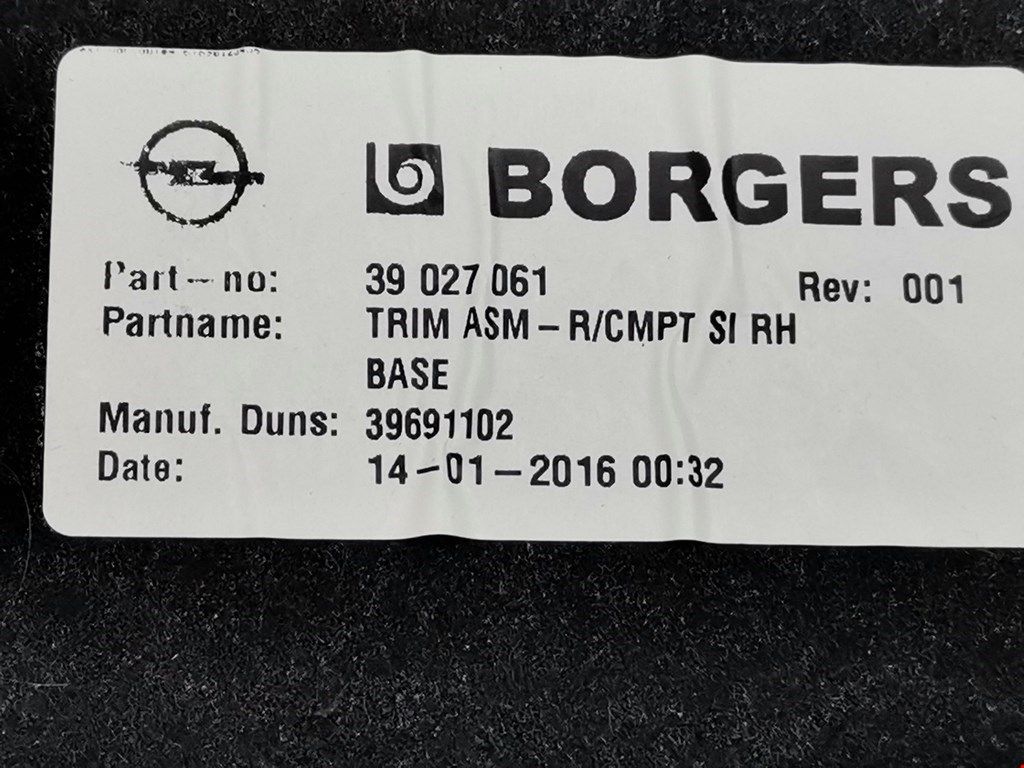 BORGERS
Part-no: 39 027 061 Rev: 001
Partname: TRIM ASM-R/CMPT SI RH
BASE
Manuf. Duns: 39691102
Date: 14-01-2016 00:32